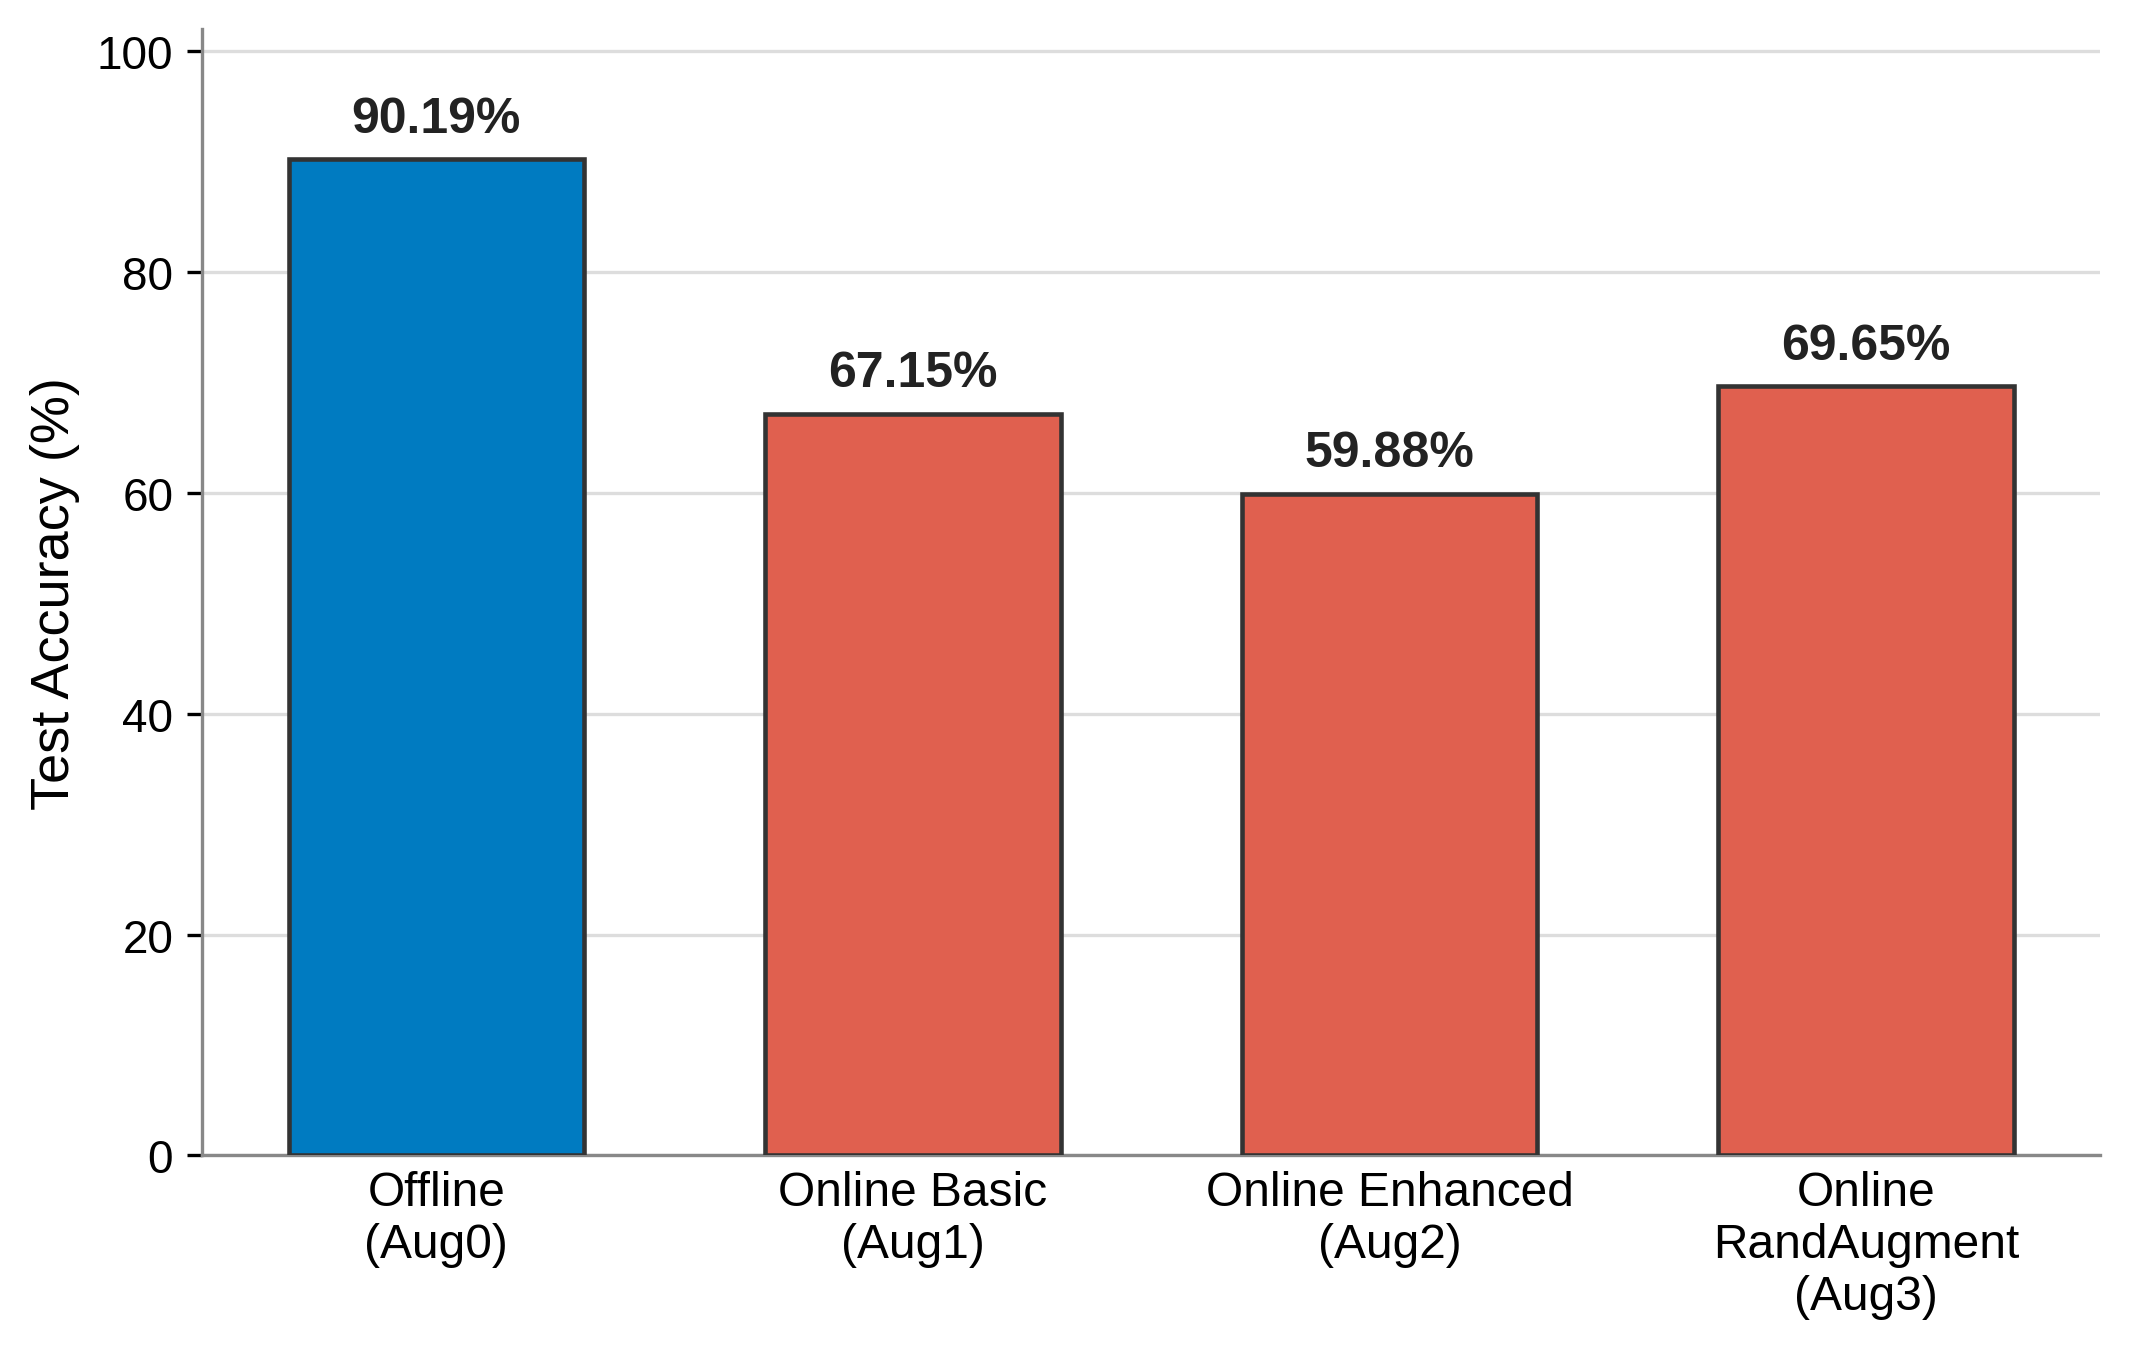 Test Accuracy (%)
100
80
60
40
20
0
90.19%
67.15%
59.88%
69.65%
Offline
(Aug0)
Online Basic
(Aug1)
Online Enhanced
(Aug2)
Online
RandAugment
(Aug3)